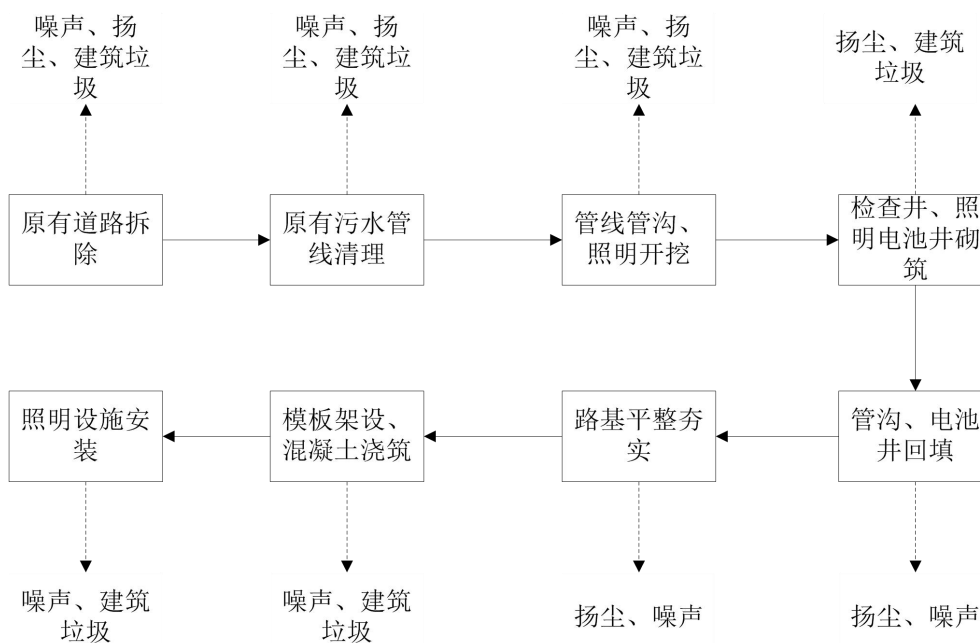 噪声、扬
尘、建筑垃
圾
噪声、扬
尘、建筑垃
圾
噪声、扬
尘、建筑垃
圾
扬尘、建筑
垃圾
原有道路拆
除
原有污水管
线清理
管线管沟、
照明开挖
检查井、照
明电池井砌
筑
照明设施安
装
模板架设、
混凝土浇筑
路基平整夯
实
管沟、电池
井回填
噪声、建筑
垃圾
噪声、建筑
垃圾
扬尘、噪声
扬尘、噪声